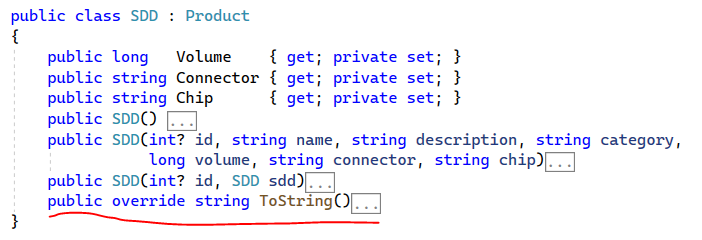 public class SDD : Product
{
public long   Volume    { get; private set; }
public string Connector { get; private set; }
public string Chip      { get; private set; }
public SDD() ...
public SDD(int? id, string name, string description, string category,
long volume, string connector, string chip)...
public SDD(int? id, SDD sdd)...
public override string ToString()...
}